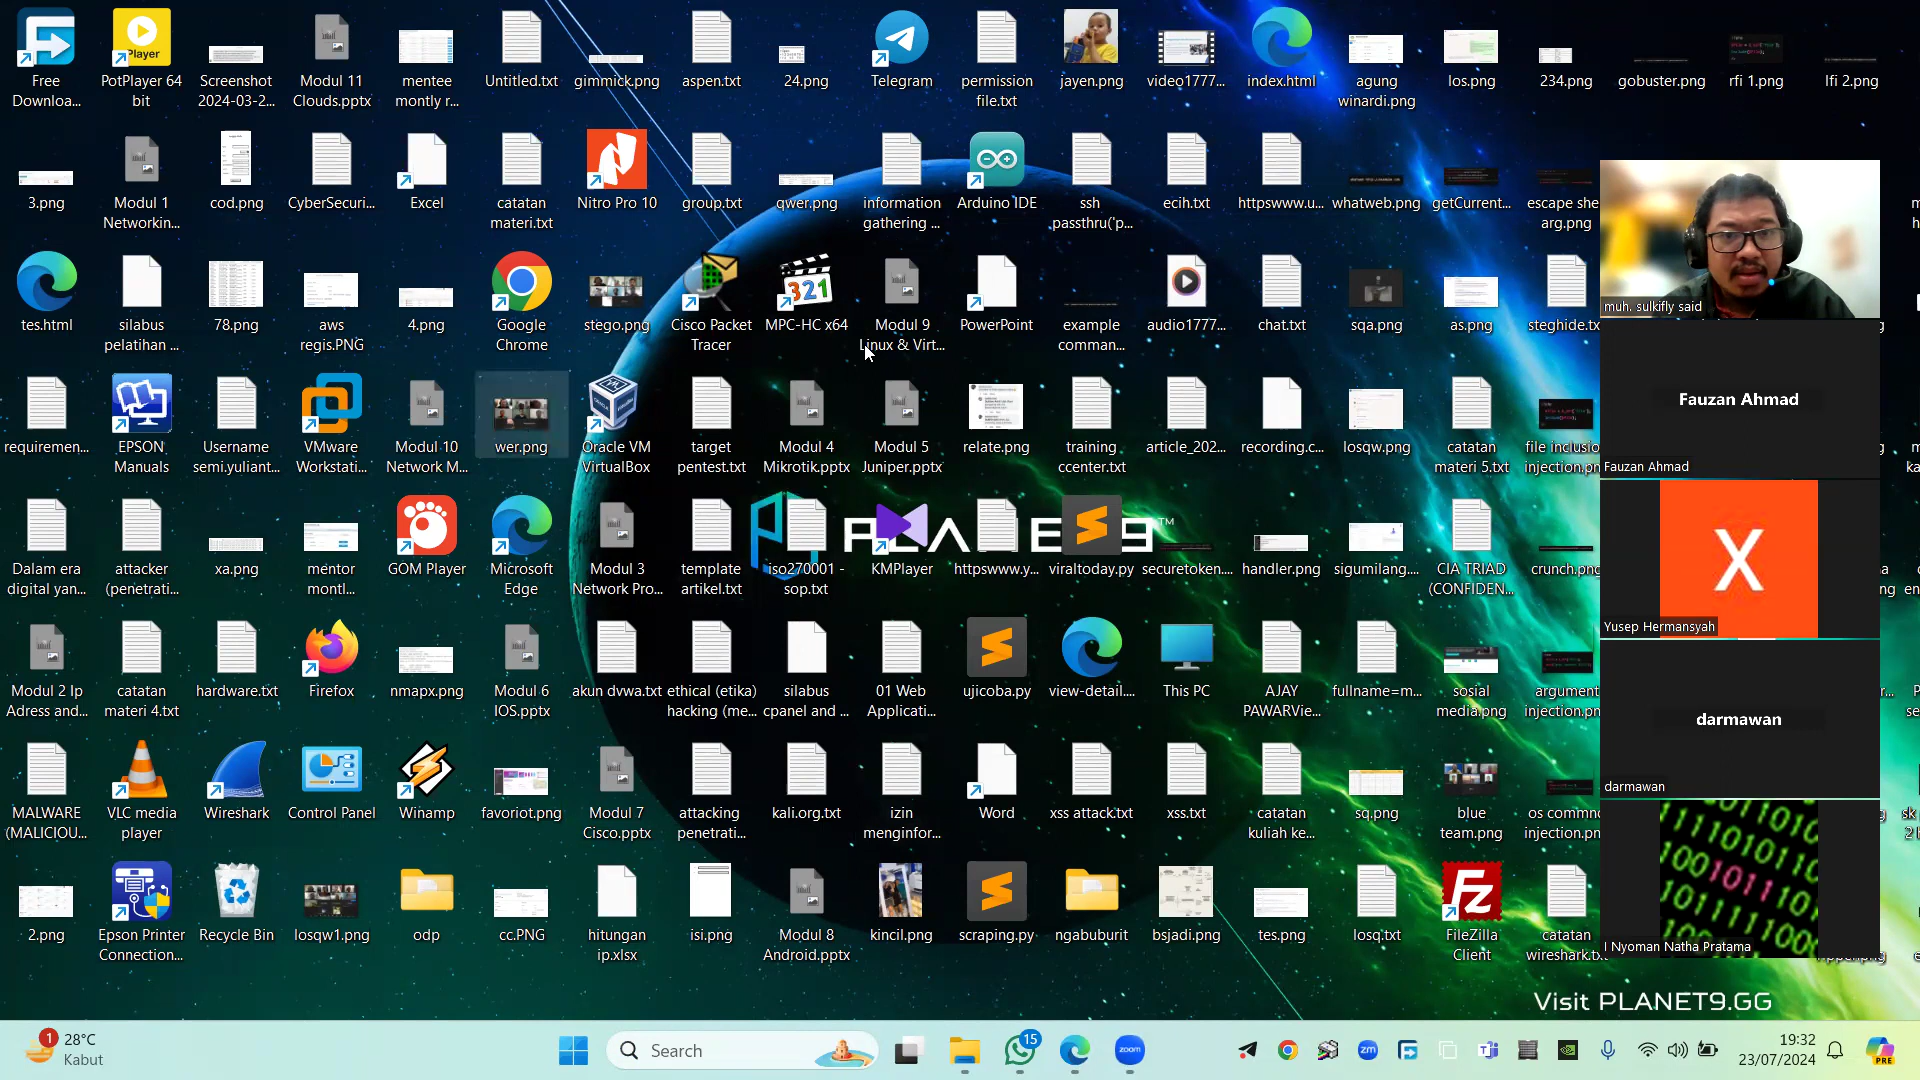 Free
Downloa...
PotPlayer 64
bit
Screenshot
2024-03-2...
Modul 11
Clouds.pptx
mentee
montly r...
Untitled.txt
gimmick.png
aspen.txt
24.png
Telegram
permission
file.txt
jayen.png
video1777...
index.html
agung
winardi.png
los.png
234.png
gobuster.png
rfi 1.png
lfi 2.png
3.png
Modul 1
Networkin...
cod.png
CyberSecuri...
Excel
catatan
materi.txt
Nitro Pro 10
group.txt
qwer.png
information
gathering ...
Arduino IDE
ssh
passthru('p...
ecih.txt
httpswww.u...
whatweb.png
getCurrent...
escape she
arg.png
tes.html
silabus
pelatihan ...
78.png
aws
regis.PNG
4.png
Google
Chrome
stego.png
Cisco Packet
Tracer
MPC-HC x64
Modul 9
Linux & Virt...
PowerPoint
example
comman...
audio1777...
chat.txt
sqa.png
as.png
steghide.tx
muh. sulkifly said
requiremen...
EPSON
Manuals
Username
semi.yuliant...
VMware
Workstati...
Modul 10
Network M...
wer.png
Oracle VM
VirtualBox
target
pentest.txt
Modul 4
Mikrotik.pptx
Modul 5
Juniper.pptx
relate.png
training
ccenter.txt
article_202...
recording.c...
losqw.png
catatan
materi 5.txt
file inclusio
injection.pn
Fauzan Ahmad
Fauzan Ahmad
Dalam era
digital yan...
attacker
(penetrati...
xa.png
mentor
montl...
GOM Player
Microsoft
Edge
Modul 3
Network Pro...
template
artikel.txt
iso270001 -
sop.txt
KMPlayer
httpswww.y...
viraltoday.py
securetoken....
handler.png
sigumilang....
CIA TRIAD
(CONFIDEN...
crunch.png
X
Yusep Hermansyah
Modul 2 Ip
Adress and...
catatan
materi 4.txt
hardware.txt
Firefox
nmapx.png
Modul 6
IOS.pptx
akun dvwa.txt
ethical (etika)
hacking (me...
silabus
cpanel and ...
01 Web
Applicati...
ujicoba.py
view-detail....
This PC
AJAY
PAWARVie...
fullname=m...
sosial
media.png
argument
injection.pn
darmawan
darmawan
MALWARE
(MALICIOU...
VLC media
player
Wireshark
Control Panel
Winamp
favoriot.png
Modul 7
Cisco.pptx
attacking
penetrati...
kali.org.txt
izin
menginfor...
Word
xss attack.txt
xss.txt
catatan
kuliah ke...
sq.png
blue
team.png
os commnd
injection.pn
2.png
Epson Printer
Connection...
Recycle Bin
losqw1.png
odp
cc.PNG
hitungan
ip.xlsx
isi.png
Modul 8
Android.pptx
kincil.png
scraping.py
ngabuburit
bsjadi.png
tes.png
losq.txt
FileZilla
Client
catatan
wireshark.txt
I Nyoman Natha Pratama
Visit PLANET9.GG
1
28°C
Kabut
Search
15
zoom
zm
19:32
23/07/2024
PRE